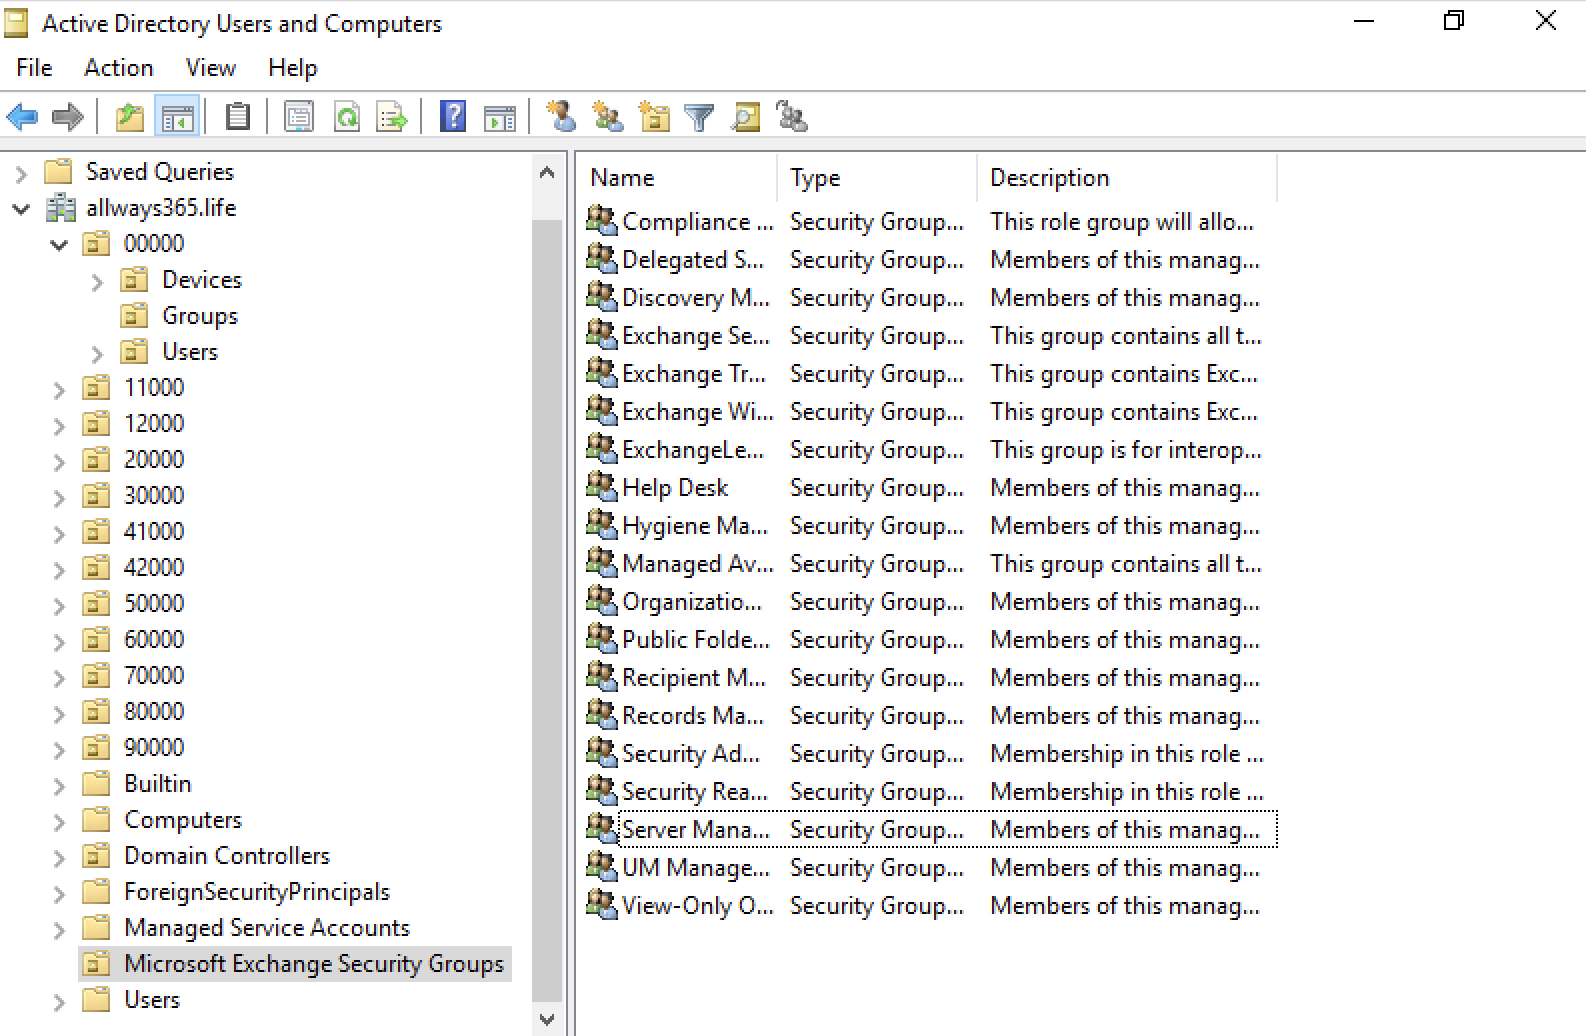 Active Directory Users and Computers
File Action View Help
Saved Queries
allways365.life
00000
Devices
Groups
Users
11000
12000
20000
30000
41000
42000
50000
60000
70000
80000
90000
Builtin
Computers
Domain Controllers
ForeignSecurityPrincipals
Managed Service Accounts
Microsoft Exchange Security Groups
Users
Name Type Description
Compliance ... Security Group... This role group will allo...
Delegated S... Security Group... Members of this manag...
Discovery M... Security Group... Members of this manag...
Exchange Se... Security Group... This group contains all t...
Exchange Tr... Security Group... This group contains Exc...
Exchange Wi... Security Group... This group contains Exc...
ExchangeLe... Security Group... This group is for interop...
Help Desk Security Group... Members of this manag...
Hygiene Ma... Security Group... Members of this manag...
Managed Av... Security Group... This group contains all t...
Organizatio... Security Group... Members of this manag...
Public Folde... Security Group... Members of this manag...
Recipient M... Security Group... Members of this manag...
Records Ma... Security Group... Members of this manag...
Security Ad... Security Group... Membership in this role ...
Security Rea... Security Group... Membership in this role ...
Server Mana... Security Group... Members of this manag...
UM Manage... Security Group... Members of this manag...
View-Only O... Security Group... Members of this manag...